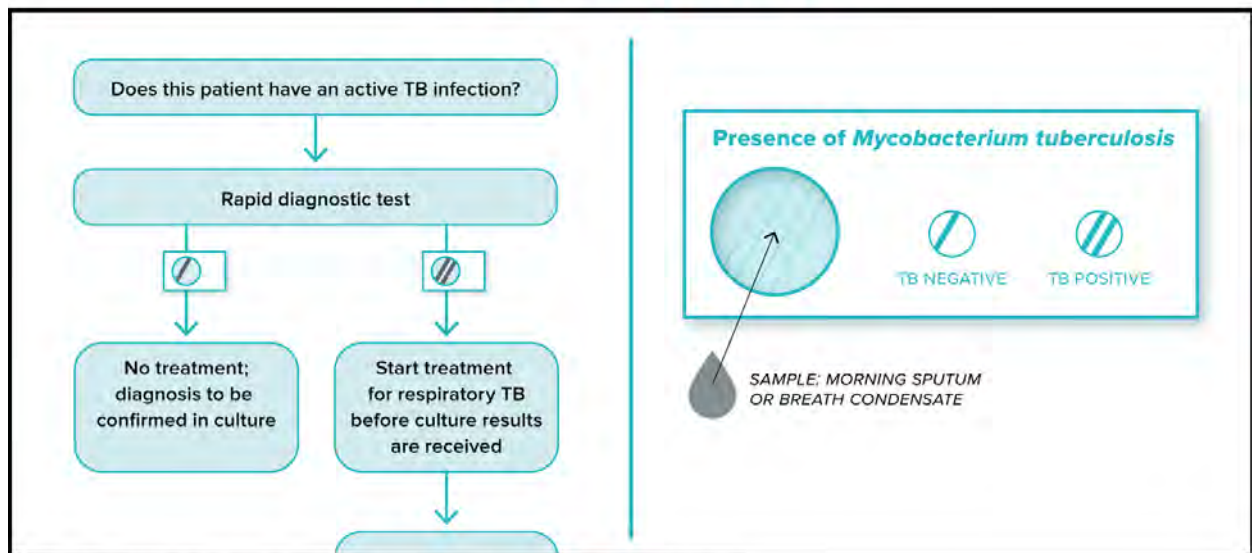 Does this patient have an active TB infection?
Rapid diagnostic test
No treatment;
diagnosis to be
confirmed in culture
Start treatment
for respiratory TB
before culture results
are received
Presence of Mycobacterium tuberculosis
TB NEGATIVE
TB POSITIVE
SAMPLE; MORNING SPUTUM
OR BREATH CONDENSATE